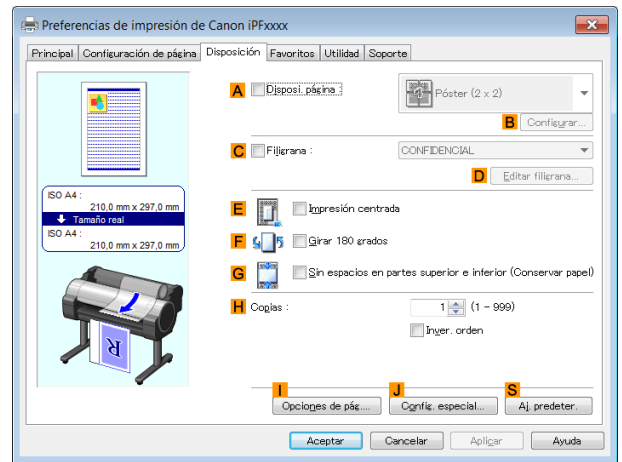 Preferencias de impresión de Canon iPFxxxx
Principal Configuración de página Disposición Favoritos Utilidad Soporte
A Disposi. página : Póster (2 x 2)
B Configurar...
C Filigrana : CONFIDENCIAL
D Editar filigrana...
ISO A4 :
210,0 mm x 297,0 mm
Tamaño real
ISO A4 :
210,0 mm x 297,0 mm
E Impresión centrada
F Girar 180 grados
G Sin espacios en partes superior e inferior (Conservar papel)
H Copias : 1 (1 - 999)
Inver. orden
R
I J S
Opciones de pág.... Config. especial... Aj. predeter.
Aceptar Cancelar Aplicar Ayuda